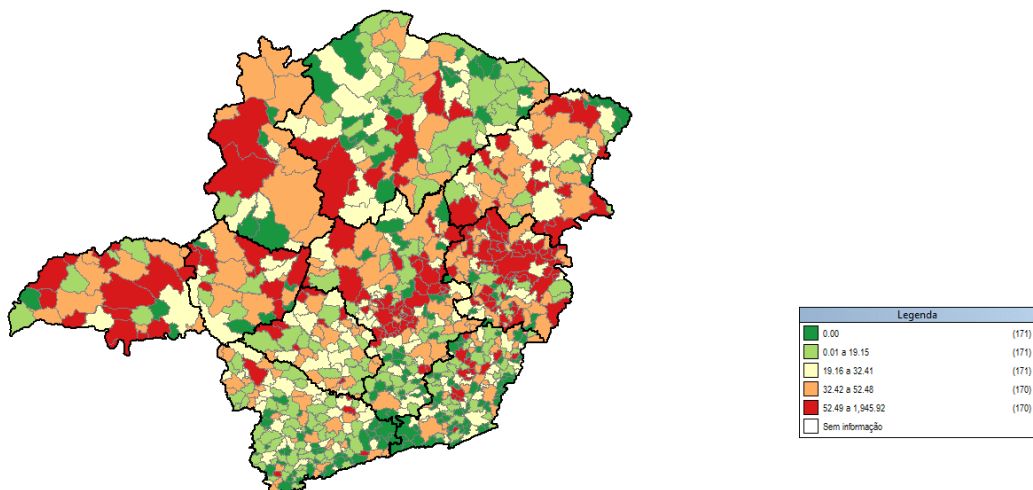 Legenda
0.00 (171)
0.01 a 19.15 (171)
19.16 a 32.41 (171)
32.42 a 52.48 (170)
52.49 a 1,945.92 (170)
Sem informação